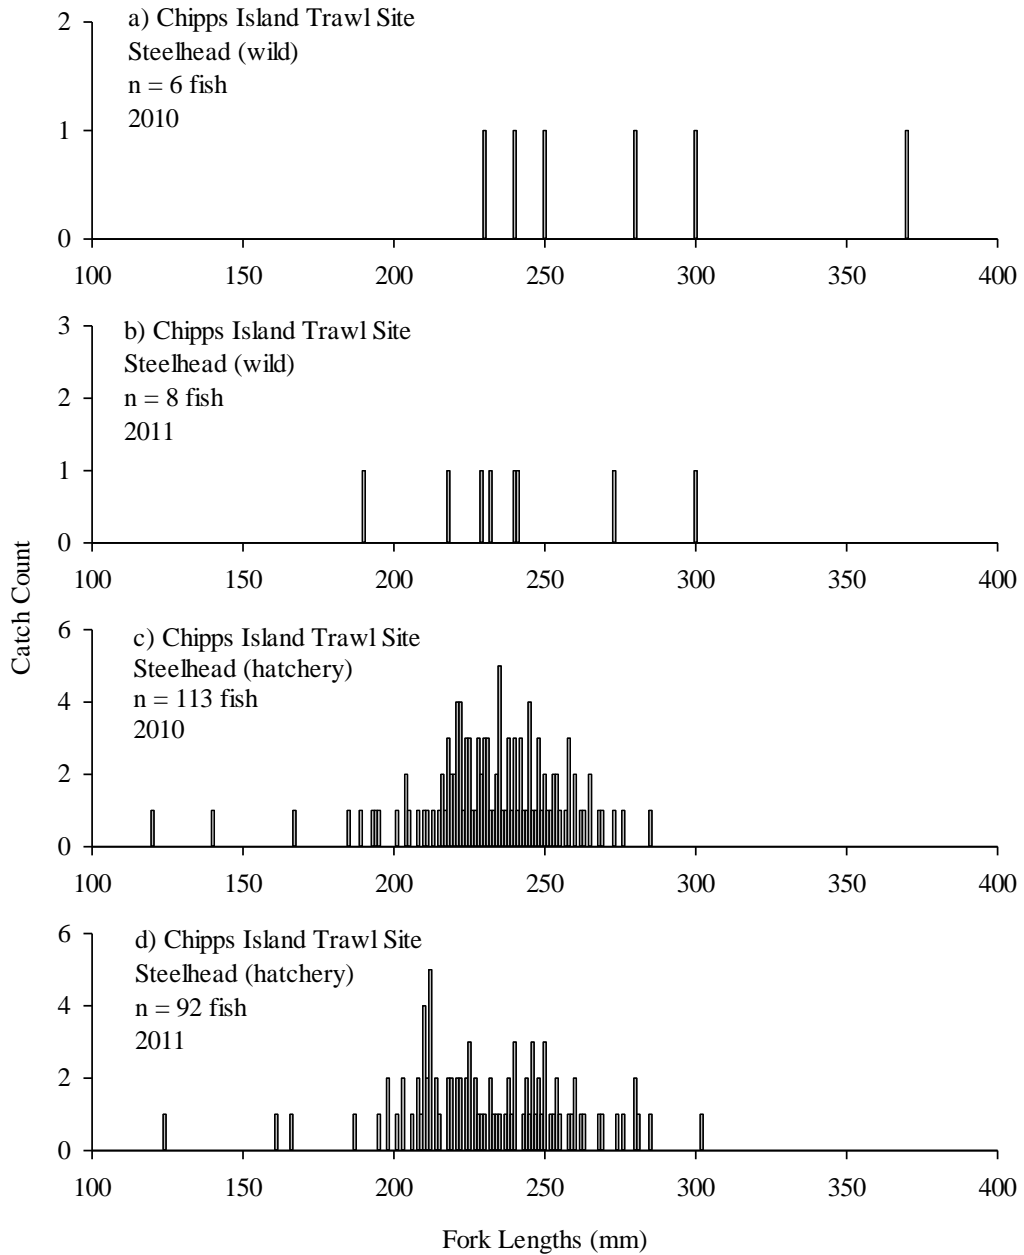 a) Chipps Island Trawl Site
Steelhead (wild)
n = 6 fish
2010
2
1
0
100 150 200 250 300 350 400
b) Chipps Island Trawl Site
Steelhead (wild)
n = 8 fish
2011
3
2
1
0
100 150 200 250 300 350 400
Catch Count
c) Chipps Island Trawl Site
Steelhead (hatchery)
n = 113 fish
2010
6
4
2
0
100 150 200 250 300 350 400
d) Chipps Island Trawl Site
Steelhead (hatchery)
n = 92 fish
2011
6
4
2
0
100 150 200 250 300 350 400
Fork Lengths (mm)